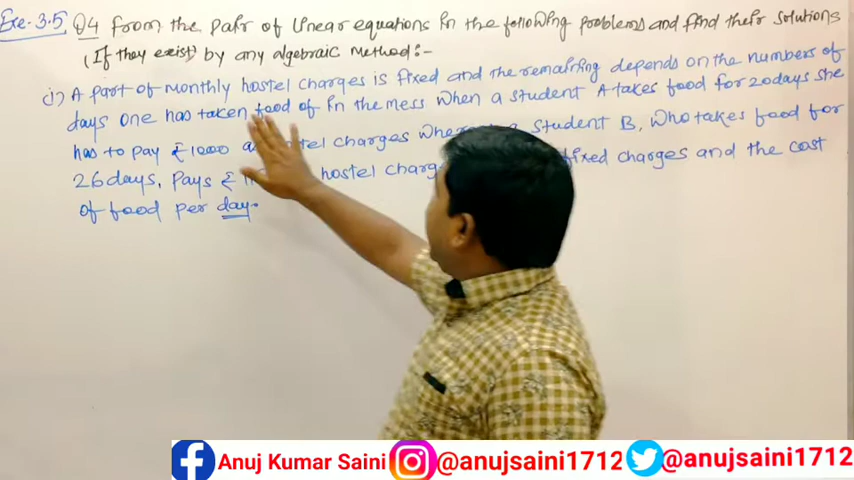 Exe-3.5 Q4 From the pair of linear equations in the following problems and find their solutions
(If they exist) by any algebraic Method:-
(i) A part of monthly hostel charges is fixed and the remaining depends on the numbers of
days one has taken food of in the mess when a student A takes food for 20days she
has to pay ₹1000 a hostel charges whereas a student B, who takes food for
26days, pays ₹ hostel charg fixed charges and the cost
of food per day.
Anuj Kumar Saini @anujsaini1712 @anujsaini1712